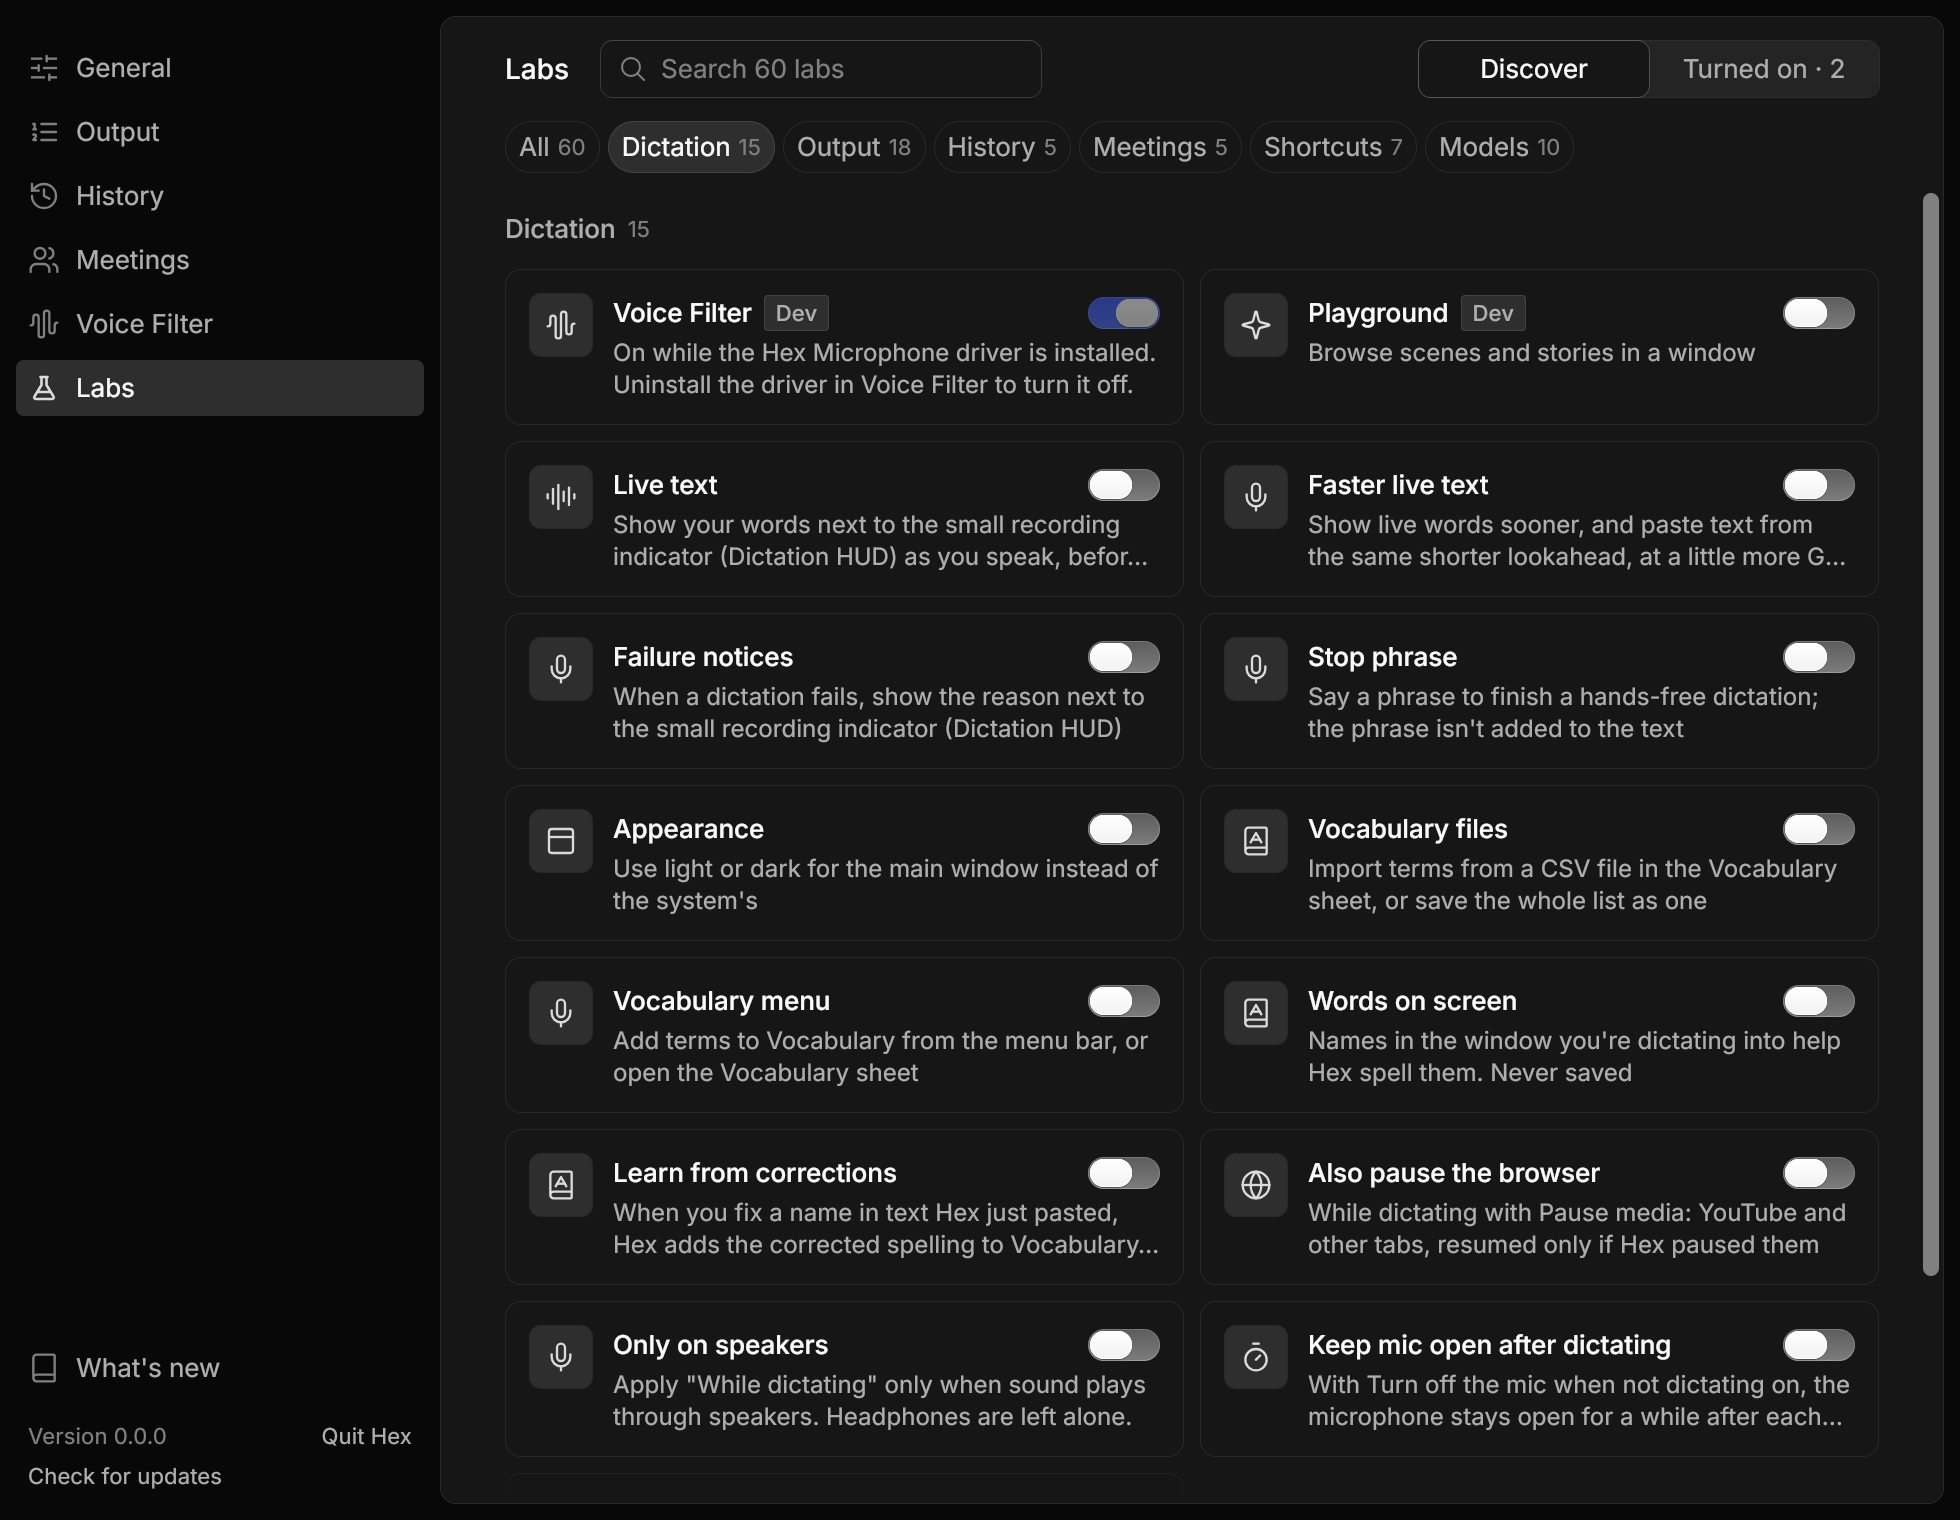 General
Output
History
Meetings
Voice Filter
Labs
What's new
Version 0.0.0
Quit Hex
Check for updates
Labs
Search 60 labs
Discover
Turned on · 2
All 60
Dictation 15
Output 18
History 5
Meetings 5
Shortcuts 7
Models 10
Dictation 15
Voice Filter Dev
On while the Hex Microphone driver is installed.
Uninstall the driver in Voice Filter to turn it off.
Playground Dev
Browse scenes and stories in a window
Live text
Show your words next to the small recording
indicator (Dictation HUD) as you speak, befor...
Faster live text
Show live words sooner, and paste text from
the same shorter lookahead, at a little more G...
Failure notices
When a dictation fails, show the reason next to
the small recording indicator (Dictation HUD)
Stop phrase
Say a phrase to finish a hands-free dictation;
the phrase isn't added to the text
Appearance
Use light or dark for the main window instead of
the system's
Vocabulary files
Import terms from a CSV file in the Vocabulary
sheet, or save the whole list as one
Vocabulary menu
Add terms to Vocabulary from the menu bar, or
open the Vocabulary sheet
Words on screen
Names in the window you're dictating into help
Hex spell them. Never saved
Learn from corrections
When you fix a name in text Hex just pasted,
Hex adds the corrected spelling to Vocabulary...
Also pause the browser
While dictating with Pause media: YouTube and
other tabs, resumed only if Hex paused them
Only on speakers
Apply "While dictating" only when sound plays
through speakers. Headphones are left alone.
Keep mic open after dictating
With Turn off the mic when not dictating on, the
microphone stays open for a while after each...